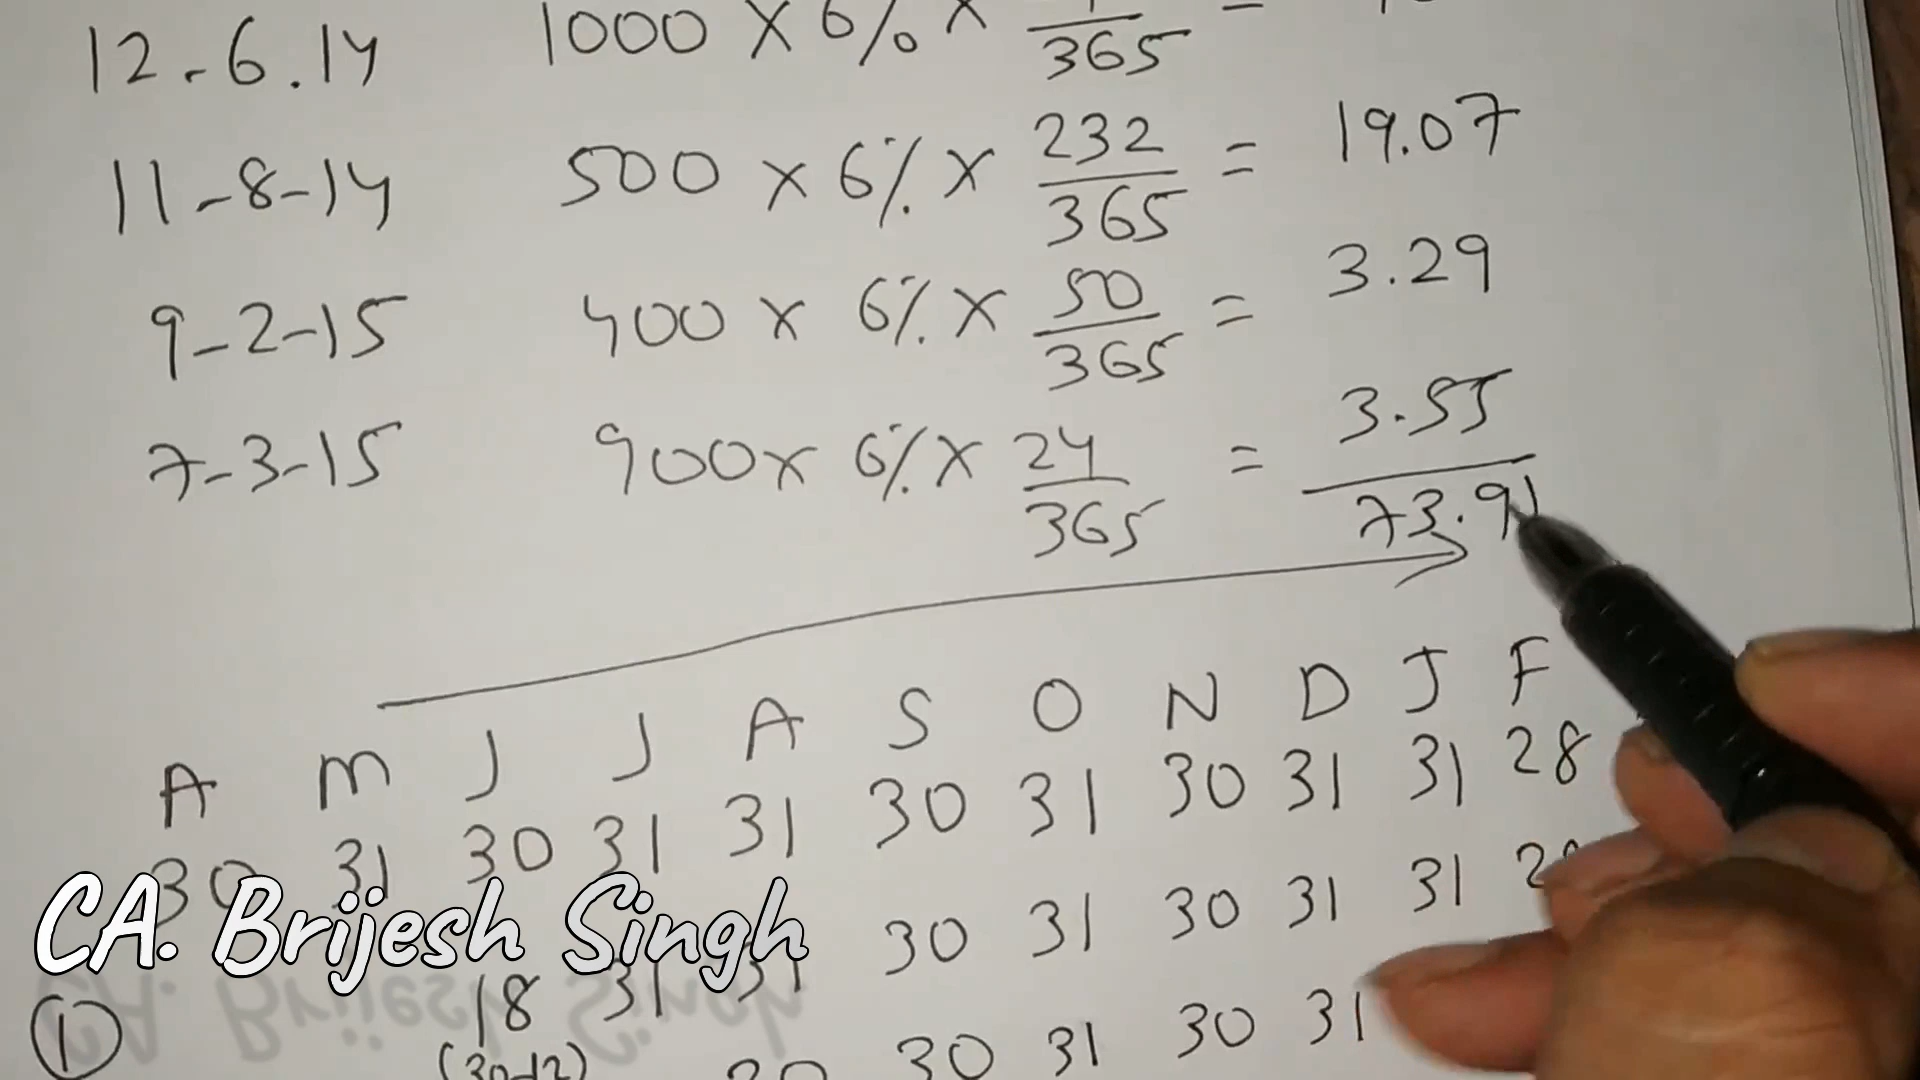 12-6.14 1000 × 6% × /365 =
11-8-14 500 × 6% × 232/365 = 19.07
9-2-15 400 × 6% × 50/365 = 3.29
7-3-15 900 × 6% × 24/365 = 3.55
73.91
A M J J A S O N D J F
30 31 30 31 31 30 31 30 31 31 28
① 18 31 31 30 31 30 31 31
(30-12) 30 31 30 31
CA. Brijesh Singh